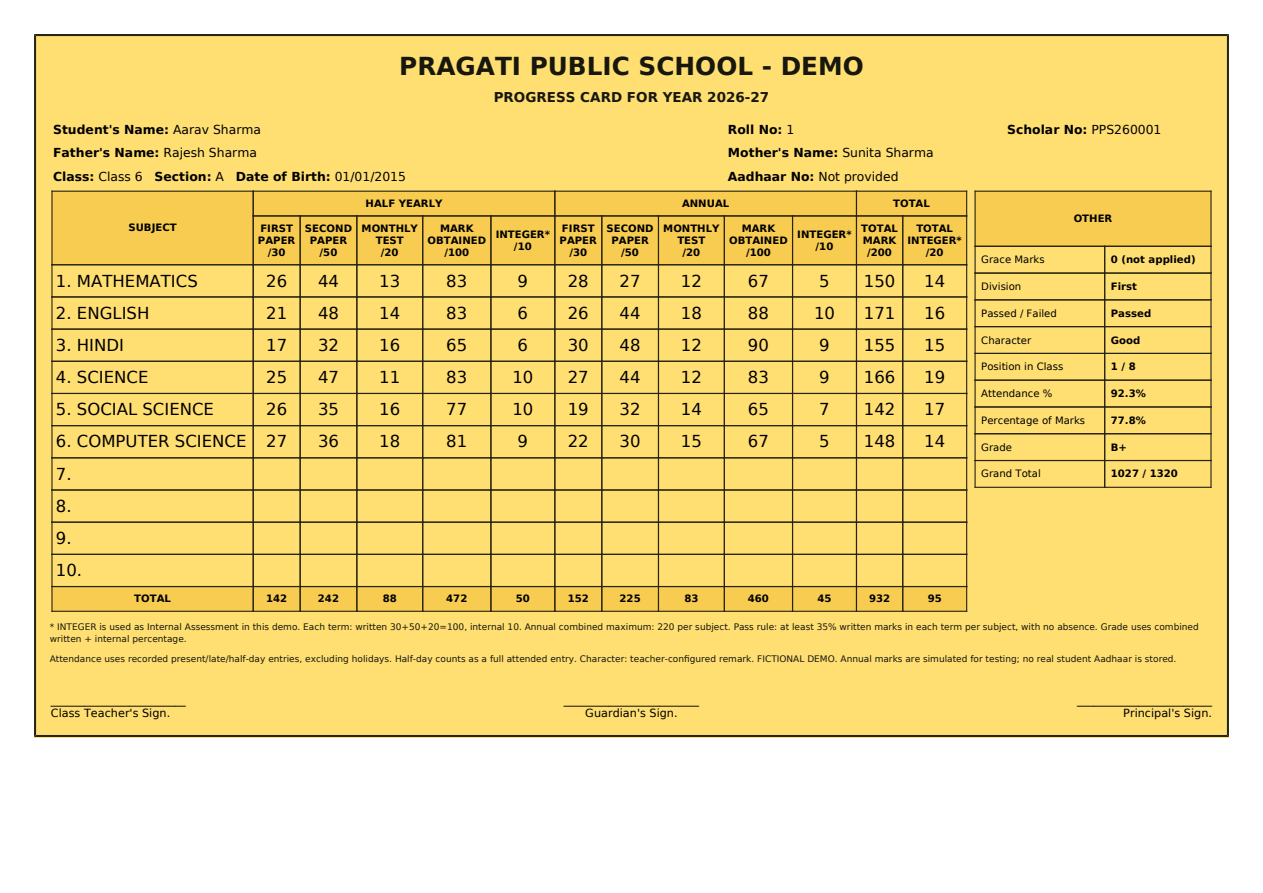 PRAGATI PUBLIC SCHOOL - DEMO
PROGRESS CARD FOR YEAR 2026-27
Student's Name: Aarav Sharma Roll No: 1 Scholar No: PPS260001
Father's Name: Rajesh Sharma Mother's Name: Sunita Sharma
Class: Class 6 Section: A Date of Birth: 01/01/2015 Aadhaar No: Not provided
SUBJECT HALF YEARLY ANNUAL TOTAL
FIRST PAPER /30 SECOND PAPER /50 MONTHLY TEST /20 MARK OBTAINED /100 INTEGER* /10 FIRST PAPER /30 SECOND PAPER /50 MONTHLY TEST /20 MARK OBTAINED /100 INTEGER* /10 TOTAL MARK /200 TOTAL INTEGER* /20
1. MATHEMATICS 26 44 13 83 9 28 27 12 67 5 150 14
2. ENGLISH 21 48 14 83 6 26 44 18 88 10 171 16
3. HINDI 17 32 16 65 6 30 48 12 90 9 155 15
4. SCIENCE 25 47 11 83 10 27 44 12 83 9 166 19
5. SOCIAL SCIENCE 26 35 16 77 10 19 32 14 65 7 142 17
6. COMPUTER SCIENCE 27 36 18 81 9 22 30 15 67 5 148 14
7.
8.
9.
10.
TOTAL 142 242 88 472 50 152 225 83 460 45 932 95
OTHER
Grace Marks 0 (not applied)
Division First
Passed / Failed Passed
Character Good
Position in Class 1 / 8
Attendance % 92.3%
Percentage of Marks 77.8%
Grade B+
Grand Total 1027 / 1320
* INTEGER is used as Internal Assessment in this demo. Each term: written 30+50+20=100, internal 10. Annual combined maximum: 220 per subject. Pass rule: at least 35% written marks in each term per subject, with no absence. Grade uses combined
written + internal percentage.
Attendance uses recorded present/late/half-day entries, excluding holidays. Half-day counts as a full attended entry. Character: teacher-configured remark. FICTIONAL DEMO. Annual marks are simulated for testing; no real student Aadhaar is stored.
Class Teacher's Sign. Guardian's Sign. Principal's Sign.